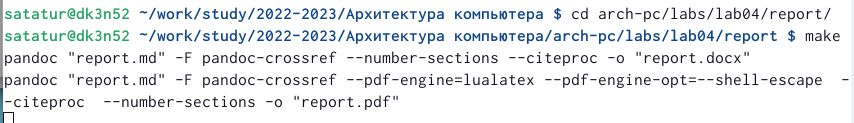 satatur@dk3n52 ~/work/study/2022-2023/Архитектура компьютера $ cd arch-pc/labs/lab04/report/
satatur@dk3n52 ~/work/study/2022-2023/Архитектура компьютера/arch-pc/labs/lab04/report $ make
pandoc "report.md" -F pandoc-crossref --number-sections --citeproc -o "report.docx"
pandoc "report.md" -F pandoc-crossref --pdf-engine=lualatex --pdf-engine-opt=--shell-escape  -
-citeproc  --number-sections -o "report.pdf"